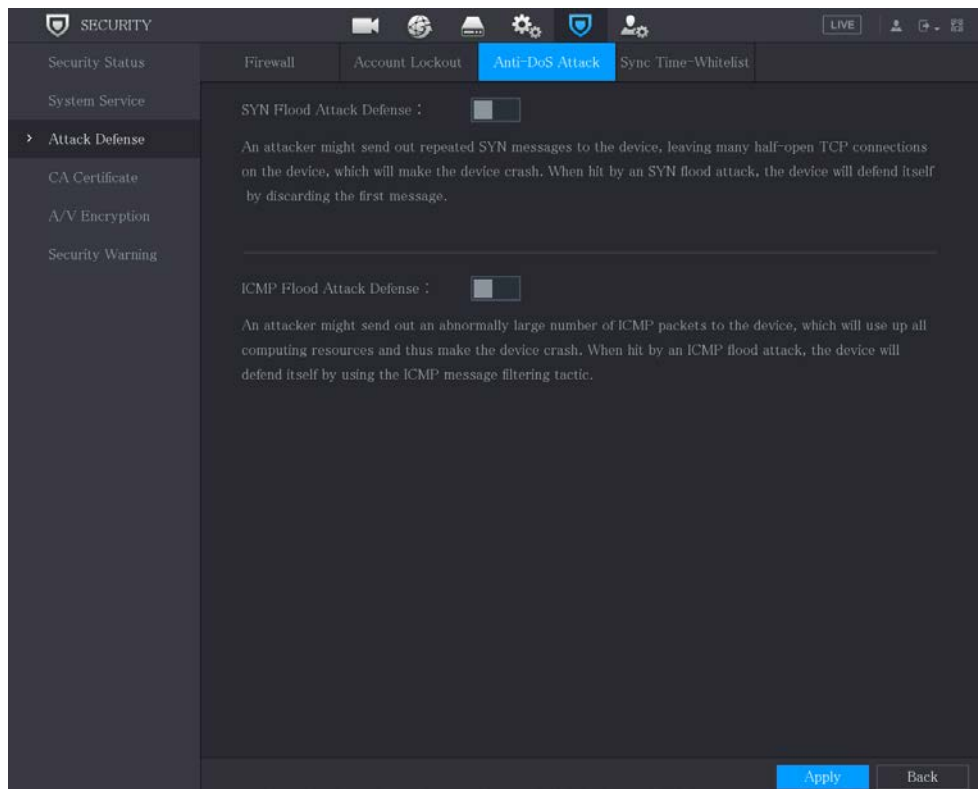 SECURITY
LIVE
Security Status
System Service
Attack Defense
CA Certificate
A/V Encryption
Security Warning
Firewall
Account Lockout
Anti-DoS Attack
Sync Time-Whitelist
SYN Flood Attack Defense :
An attacker might send out repeated SYN messages to the device, leaving many half-open TCP connections
on the device, which will make the device crash. When hit by an SYN flood attack, the device will defend itself
by discarding the first message.
ICMP Flood Attack Defense :
An attacker might send out an abnormally large number of ICMP packets to the device, which will use up all
computing resources and thus make the device crash. When hit by an ICMP flood attack, the device will
defend itself by using the ICMP message filtering tactic.
Apply
Back